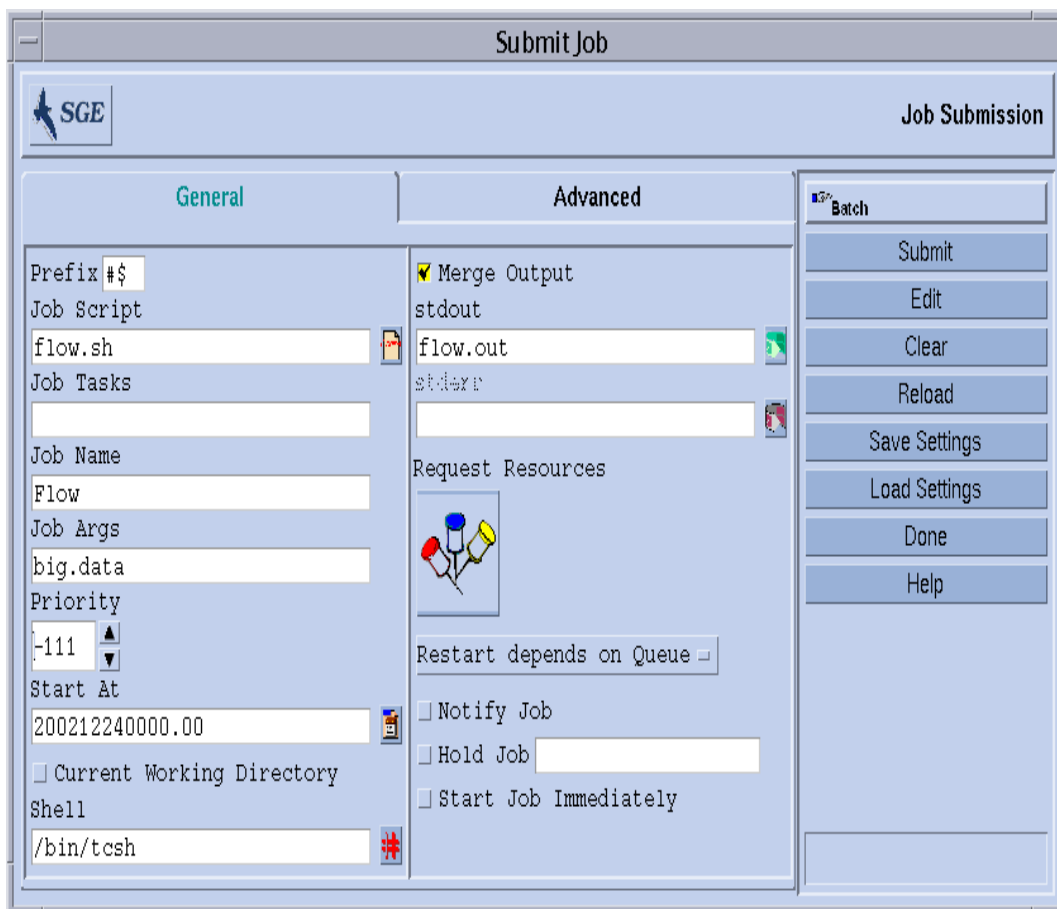 Submit Job
SGE
Job Submission
General
Advanced
Prefix #$
Job Script
flow.sh
Job Tasks
Job Name
Flow
Job Args
big.data
Priority
-111
Start At
200212240000.00
Current Working Directory
Shell
/bin/tcsh
Merge Output
stdout
flow.out
stderr
Request Resources
Restart depends on Queue
Notify Job
Hold Job
Start Job Immediately
Batch
Submit
Edit
Clear
Reload
Save Settings
Load Settings
Done
Help